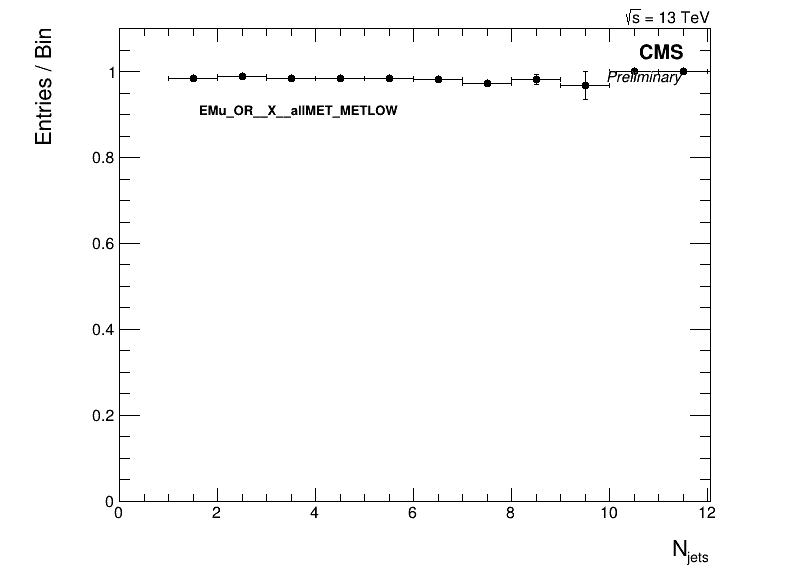 √s = 13 TeV
Entries / Bin
CMS
Preliminary
EMu_OR__X__allMET_METLOW
1
0.8
0.6
0.4
0.2
0
0 2 4 6 8 10 12
Njets